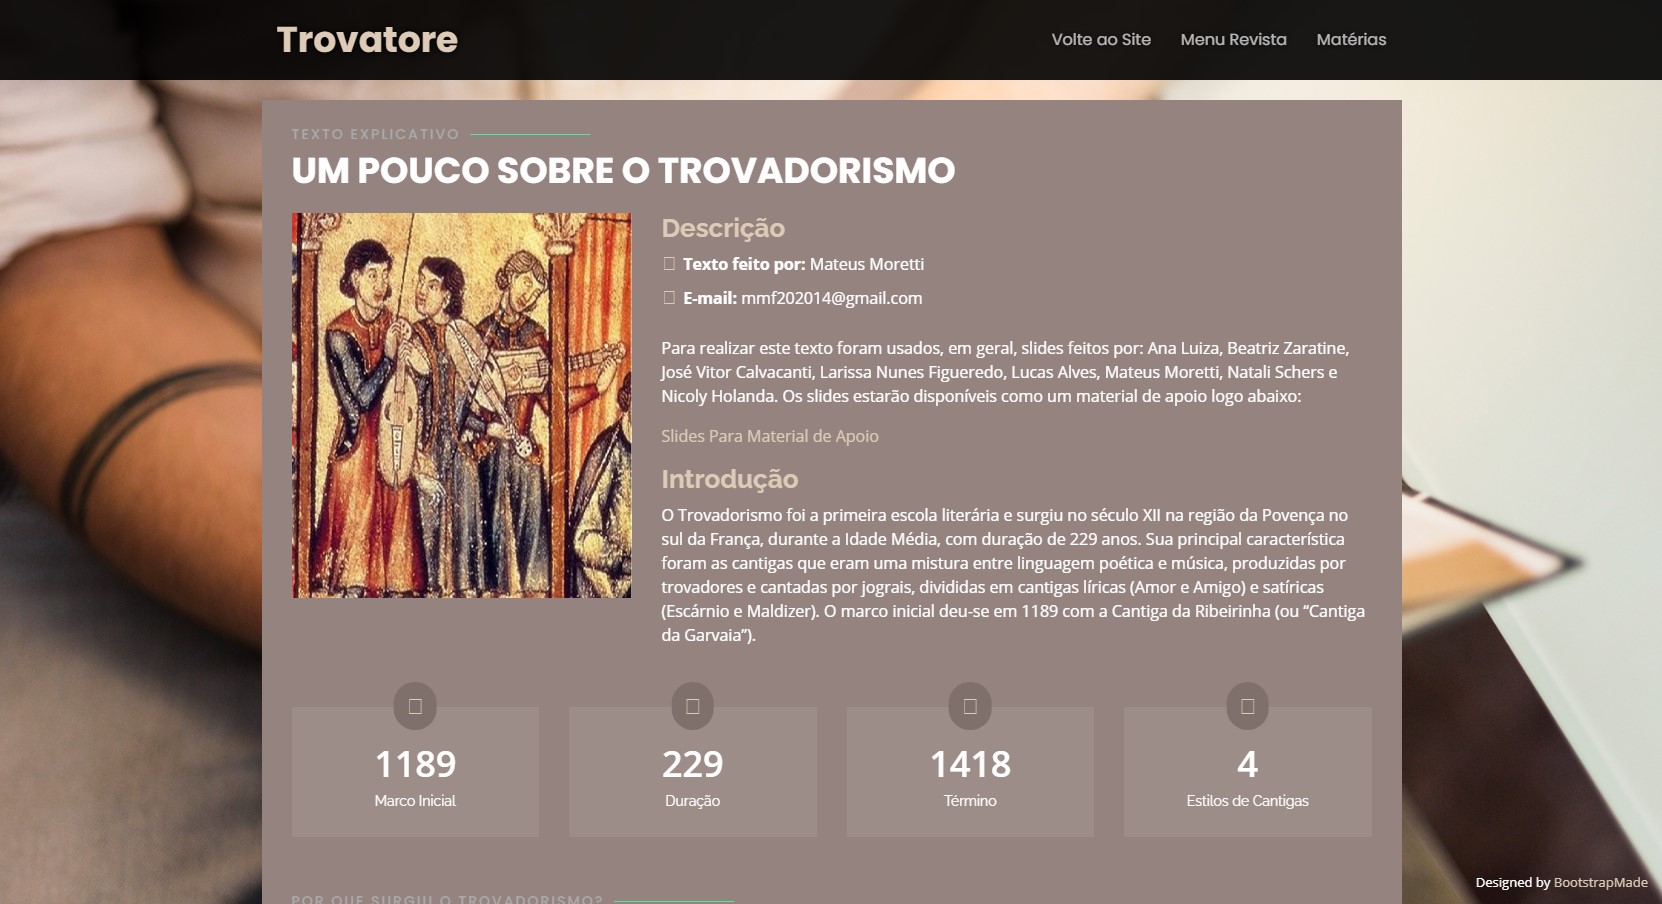 Trovatore
Volte ao Site Menu Revista Matérias
TEXTO EXPLICATIVO
UM POUCO SOBRE O TROVADORISMO
Descrição
Texto feito por: Mateus Moretti
E-mail: mmf202014@gmail.com
Para realizar este texto foram usados, em geral, slides feitos por: Ana Luiza, Beatriz Zaratine,
José Vitor Calvacanti, Larissa Nunes Figueredo, Lucas Alves, Mateus Moretti, Natali Schers e
Nicoly Holanda. Os slides estarão disponíveis como um material de apoio logo abaixo:
Slides Para Material de Apoio
Introdução
O Trovadorismo foi a primeira escola literária e surgiu no século XII na região da Povença no
sul da França, durante a Idade Média, com duração de 229 anos. Sua principal característica
foram as cantigas que eram uma mistura entre linguagem poética e música, produzidas por
trovadores e cantadas por jograis, divididas em cantigas líricas (Amor e Amigo) e satíricas
(Escárnio e Maldizer). O marco inicial deu-se em 1189 com a Cantiga da Ribeirinha (ou “Cantiga
da Garvaia”).
1189
Marco Inicial
229
Duração
1418
Término
4
Estilos de Cantigas
POR QUE SURGIU O TROVADORISMO?
Designed by BootstrapMade